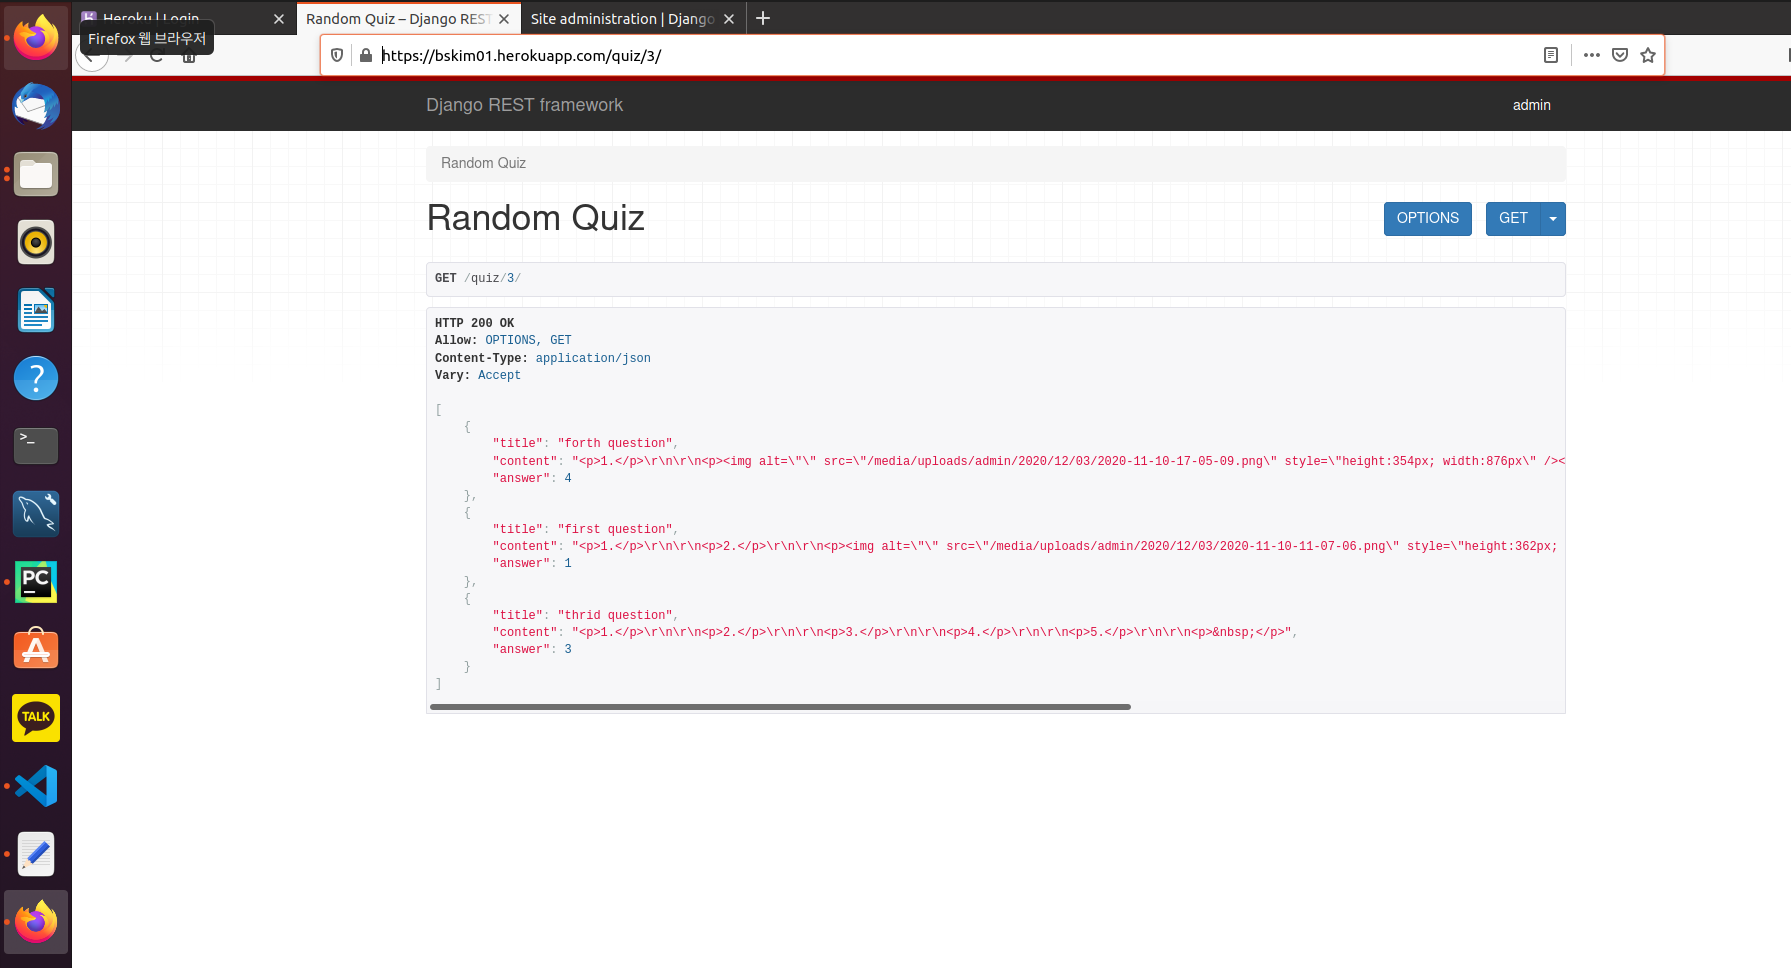 Heroku | Login
Random Quiz – Django REST
Site administration | Django
Firefox 웹 브라우저
https://bskim01.herokuapp.com/quiz/3/
Django REST framework
admin
Random Quiz
Random Quiz
OPTIONS
GET
GET /quiz/3/
HTTP 200 OK
Allow: OPTIONS, GET
Content-Type: application/json
Vary: Accept
[
{
"title": "forth question",
"content": "<p>1.</p>\r\n\r\n<p><img alt=\"\" src=\"/media/uploads/admin/2020/12/03/2020-11-10-17-05-09.png\" style=\"height:354px; width:876px\" /><
"answer": 4
},
{
"title": "first question",
"content": "<p>1.</p>\r\n\r\n<p>2.</p>\r\n\r\n<p><img alt=\"\" src=\"/media/uploads/admin/2020/12/03/2020-11-10-11-07-06.png\" style=\"height:362px;
"answer": 1
},
{
"title": "thrid question",
"content": "<p>1.</p>\r\n\r\n<p>2.</p>\r\n\r\n<p>3.</p>\r\n\r\n<p>4.</p>\r\n\r\n<p>5.</p>\r\n\r\n<p>&nbsp;</p>",
"answer": 3
}
]
>_
?
PC
TALK